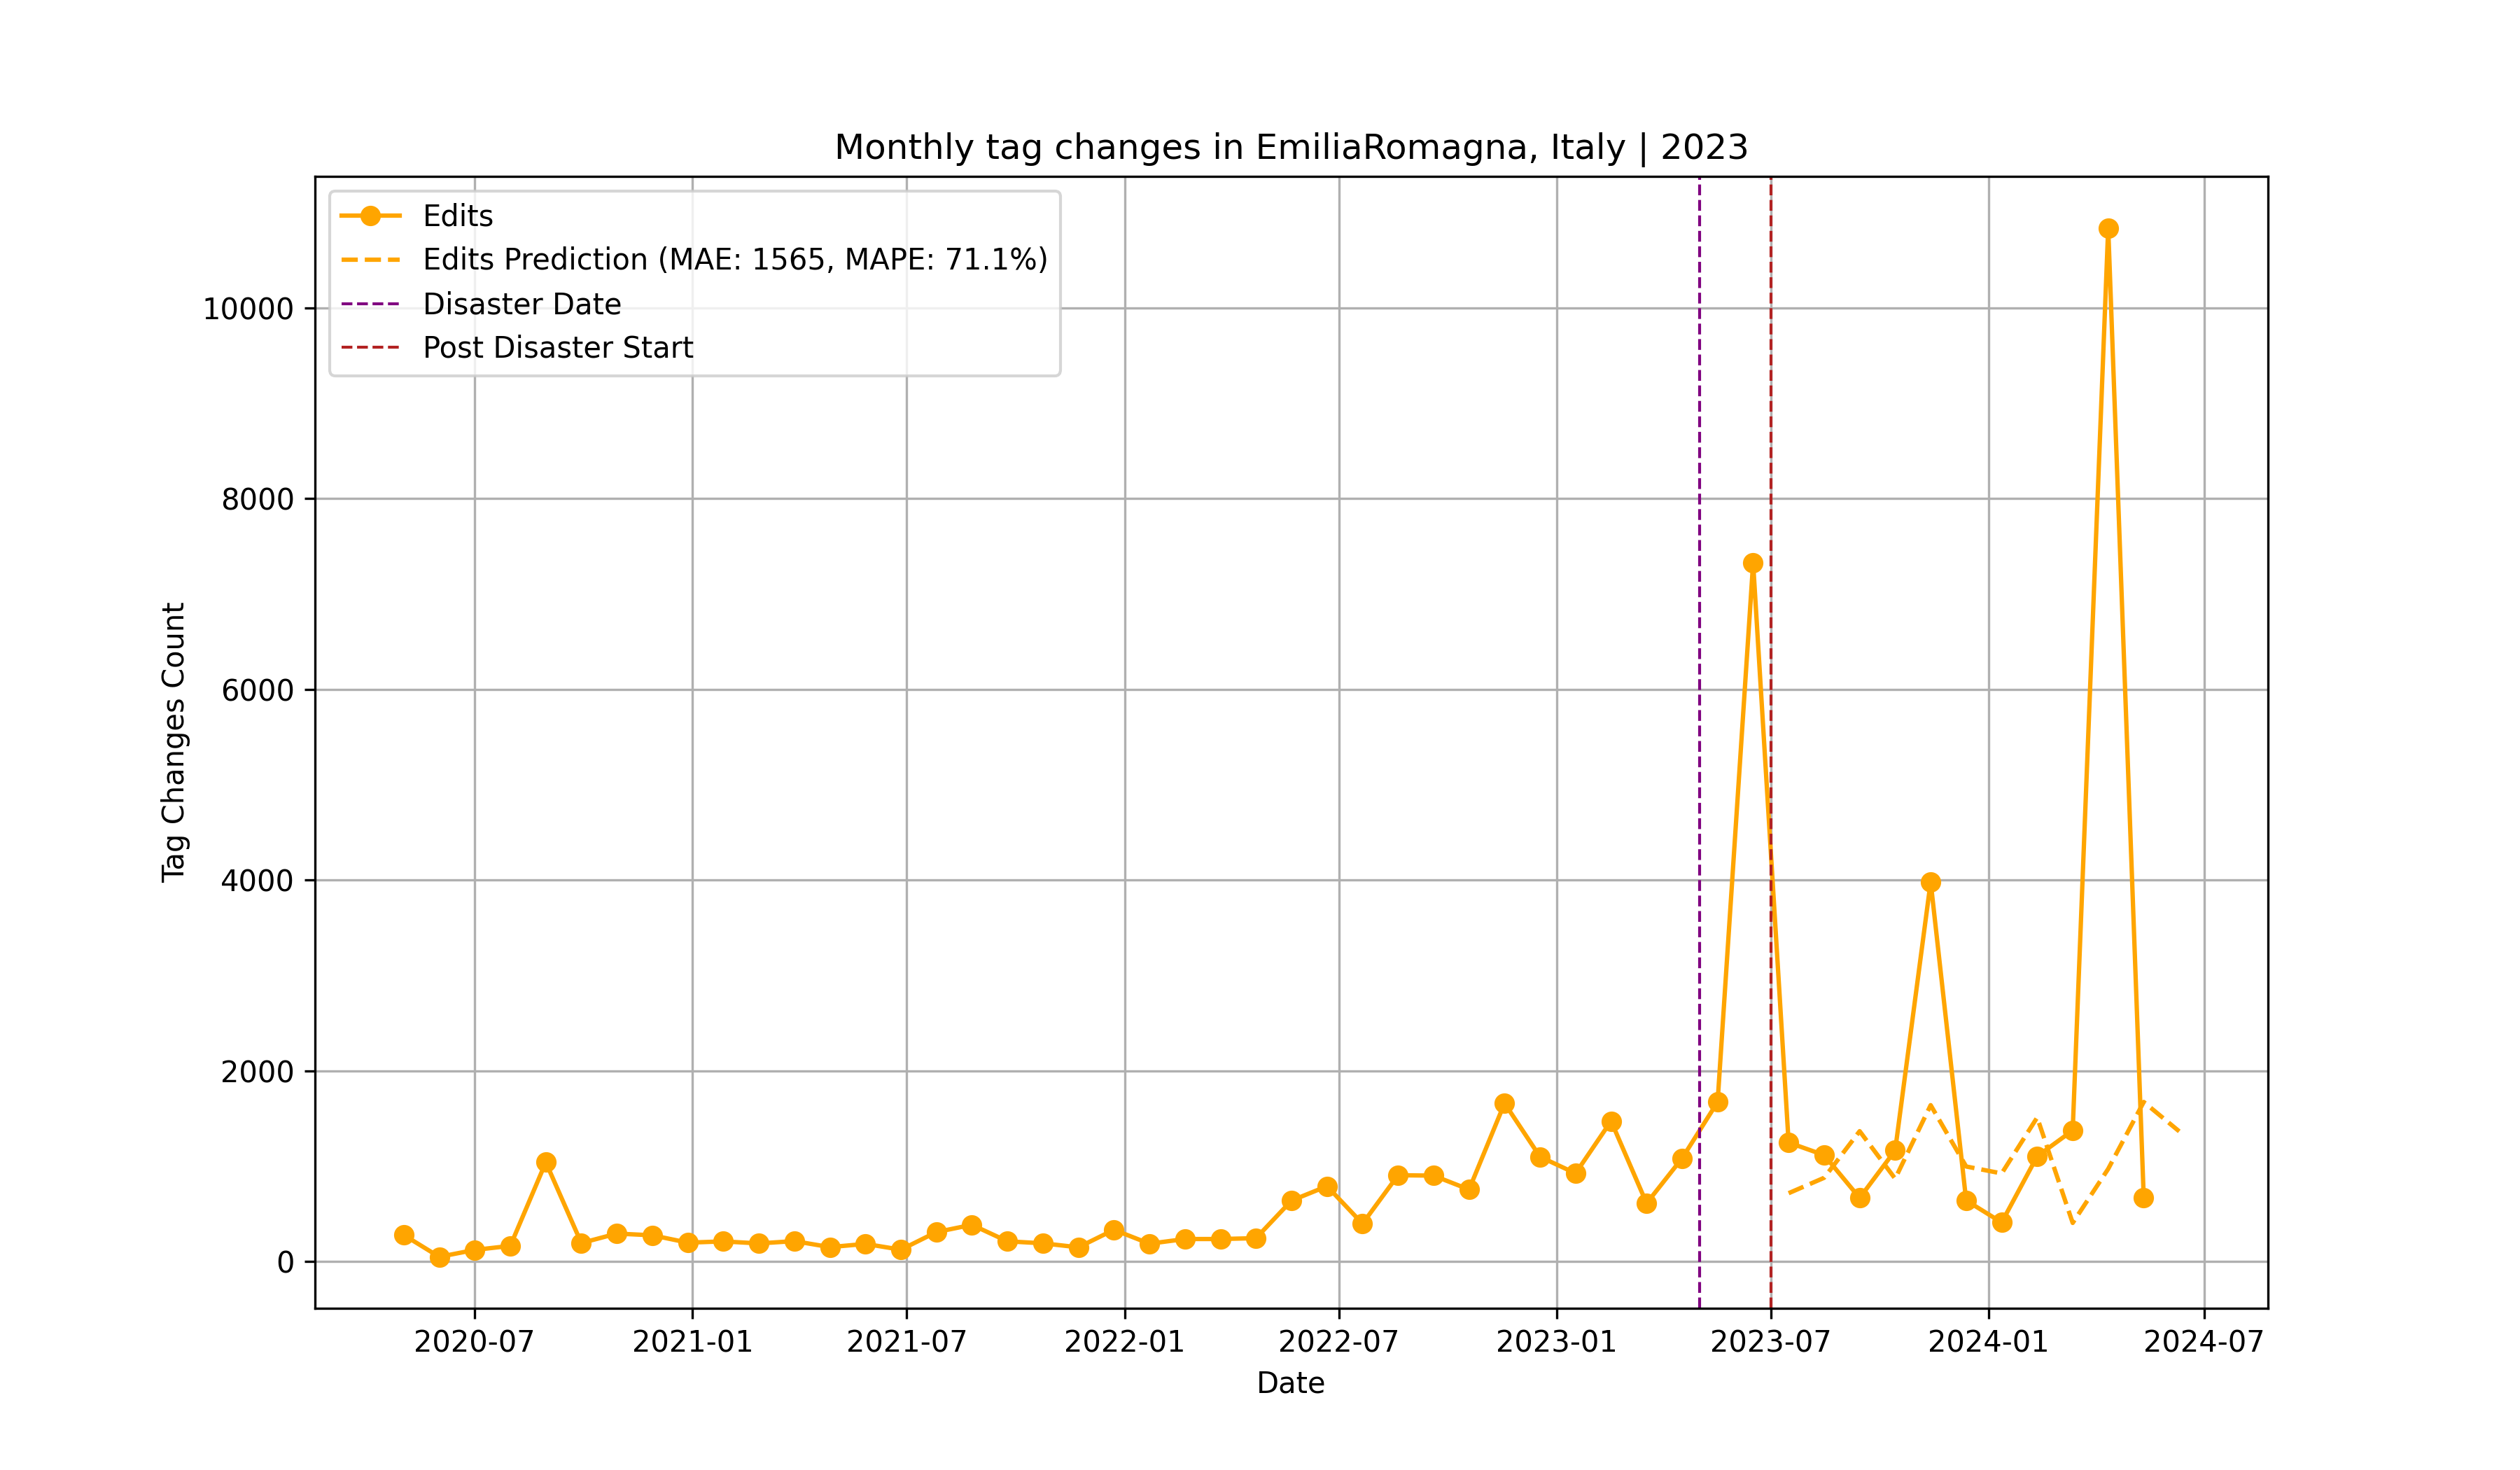 Monthly tag changes in EmiliaRomagna, Italy | 2023
Edits
Edits Prediction (MAE: 1565, MAPE: 71.1%)
Disaster Date
Post Disaster Start
Tag Changes Count
10000
8000
6000
4000
2000
0
2020-07 2021-01 2021-07 2022-01 2022-07 2023-01 2023-07 2024-01 2024-07
Date